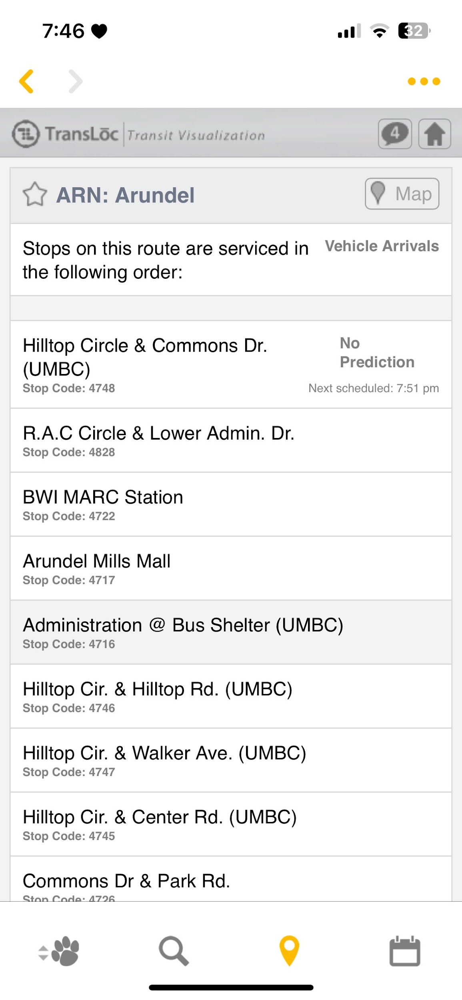 7:46
32
TransLōc Transit Visualization
4
ARN: Arundel
Map
Stops on this route are serviced in
the following order:
Vehicle Arrivals
Hilltop Circle & Commons Dr.
(UMBC)
Stop Code: 4748
No
Prediction
Next scheduled: 7:51 pm
R.A.C Circle & Lower Admin. Dr.
Stop Code: 4828
BWI MARC Station
Stop Code: 4722
Arundel Mills Mall
Stop Code: 4717
Administration @ Bus Shelter (UMBC)
Stop Code: 4716
Hilltop Cir. & Hilltop Rd. (UMBC)
Stop Code: 4746
Hilltop Cir. & Walker Ave. (UMBC)
Stop Code: 4747
Hilltop Cir. & Center Rd. (UMBC)
Stop Code: 4745
Commons Dr & Park Rd.
Stop Code: 4726